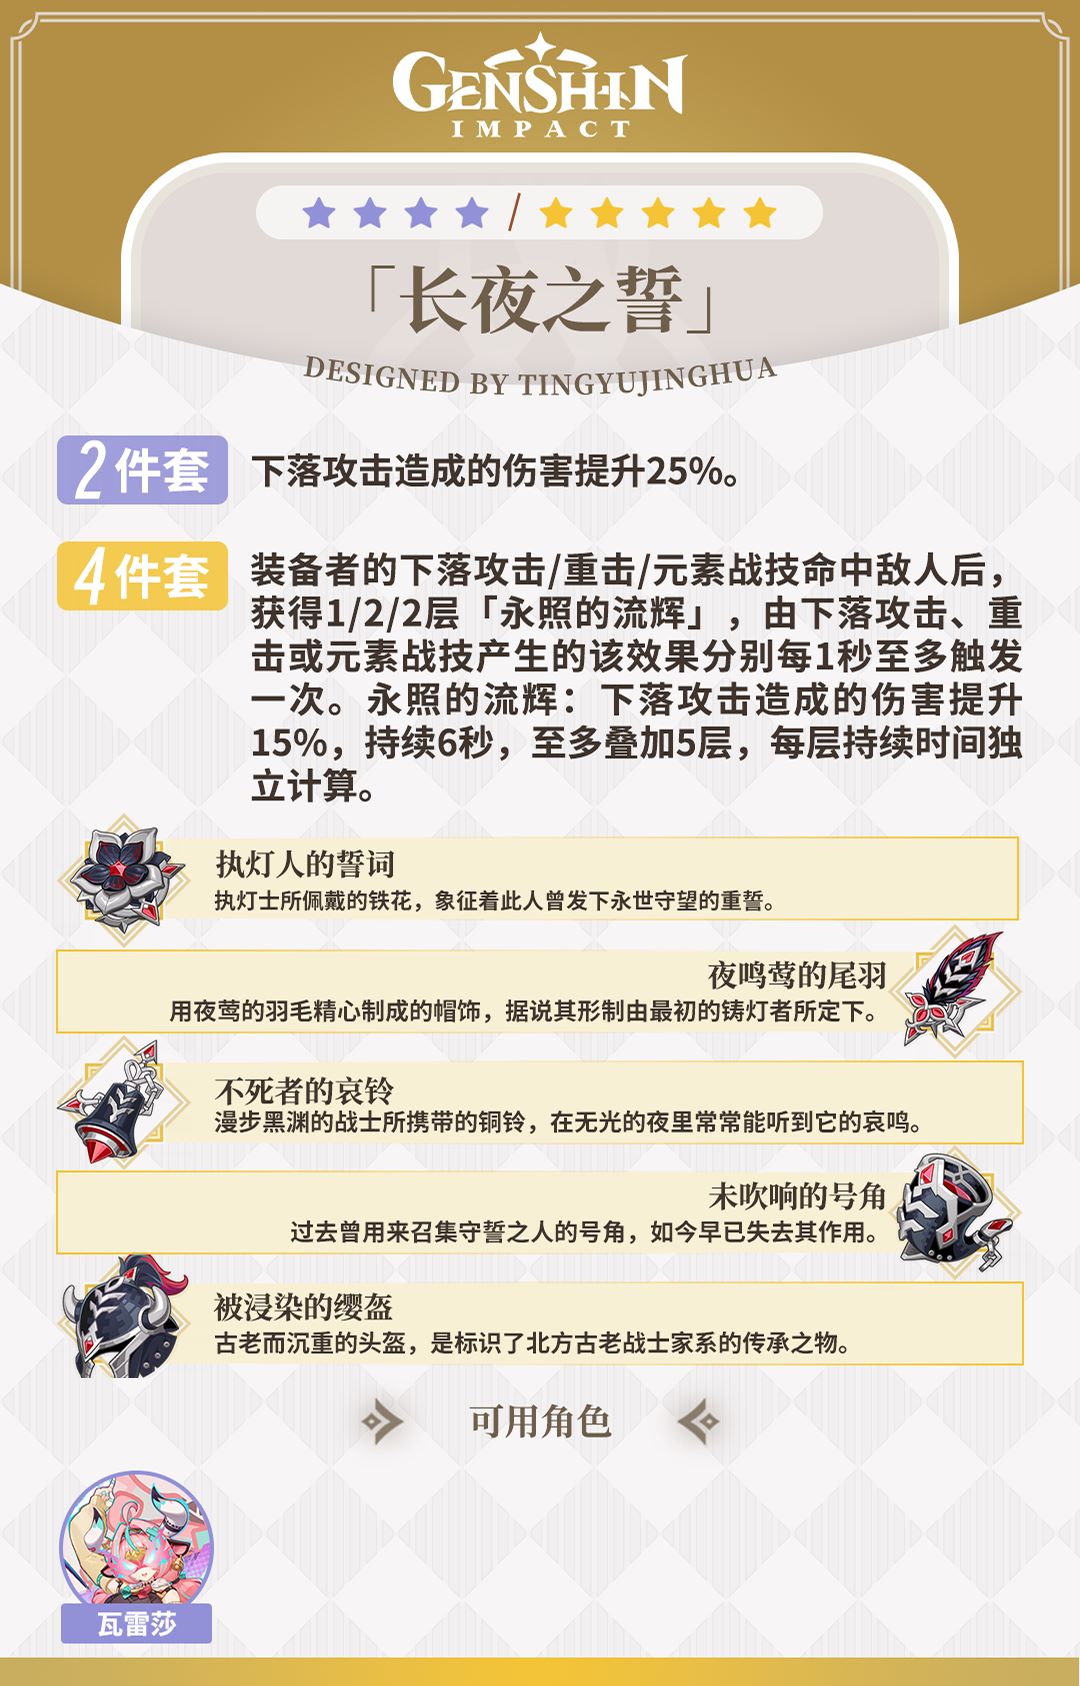 GENSHIN
IMPACT
「长夜之誓」
DESIGNED BY TINGYUJINGHUA
2件套
下落攻击造成的伤害提升25%。
4件套
装备者的下落攻击/重击/元素战技命中敌人后，
获得1/2/2层「永照的流辉」，由下落攻击、重
击或元素战技产生的该效果分别每1秒至多触发
一次。永照的流辉：下落攻击造成的伤害提升
15%，持续6秒，至多叠加5层，每层持续时间独
立计算。
执灯人的誓词
执灯士所佩戴的铁花，象征着此人曾发下永世守望的重誓。
夜鸣莺的尾羽
用夜莺的羽毛精心制成的帽饰，据说其形制由最初的铸灯者所定下。
不死者的哀铃
漫步黑渊的战士所携带的铜铃，在无光的夜里常常能听到它的哀鸣。
未吹响的号角
过去曾用来召集守誓之人的号角，如今早已失去其作用。
被浸染的缨盔
古老而沉重的头盔，是标识了北方古老战士家系的传承之物。
可用角色
瓦雷莎